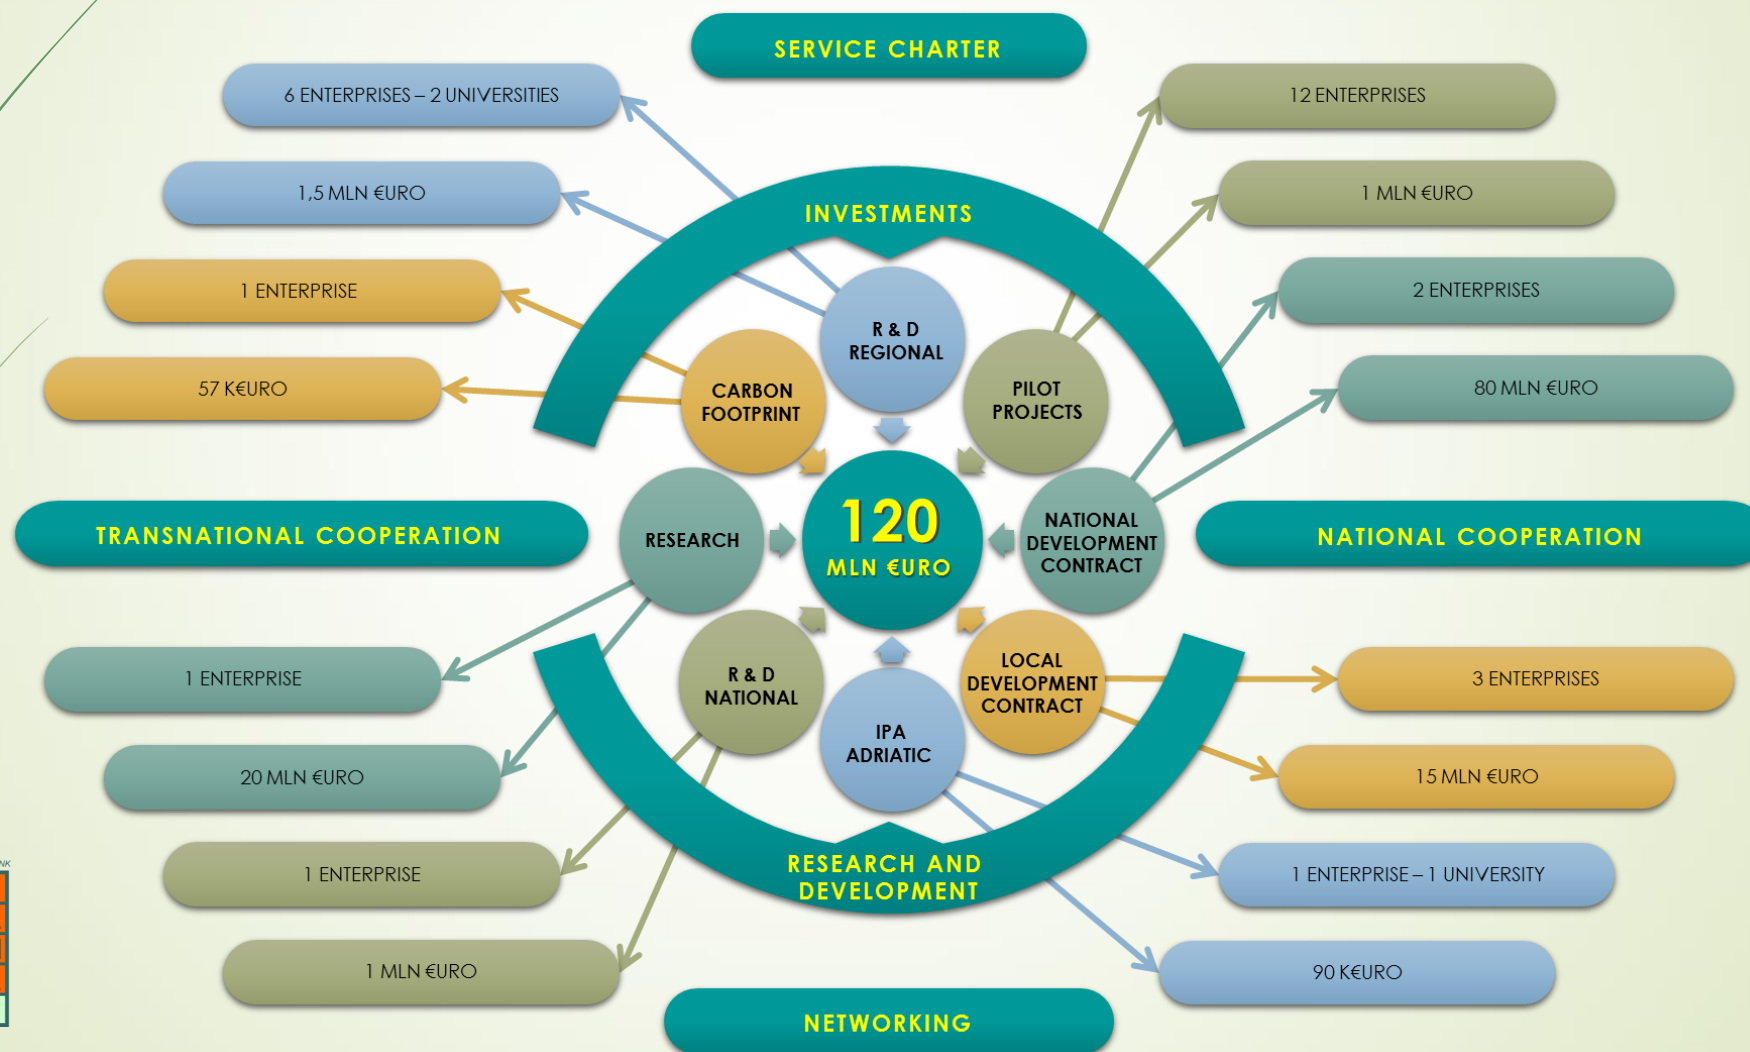 SERVICE CHARTER
6 ENTERPRISES – 2 UNIVERSITIES
12 ENTERPRISES
1,5 MLN €URO
1 MLN €URO
INVESTMENTS
1 ENTERPRISE
2 ENTERPRISES
57 K€URO
80 MLN €URO
R & D
REGIONAL
CARBON
FOOTPRINT
PILOT
PROJECTS
TRANSNATIONAL COOPERATION
RESEARCH
120
MLN €URO
NATIONAL
DEVELOPMENT
CONTRACT
NATIONAL COOPERATION
R & D
NATIONAL
IPA
ADRIATIC
LOCAL
DEVELOPMENT
CONTRACT
1 ENTERPRISE
3 ENTERPRISES
20 MLN €URO
15 MLN €URO
RESEARCH AND
DEVELOPMENT
1 ENTERPRISE
1 ENTERPRISE – 1 UNIVERSITY
1 MLN €URO
90 K€URO
NETWORKING